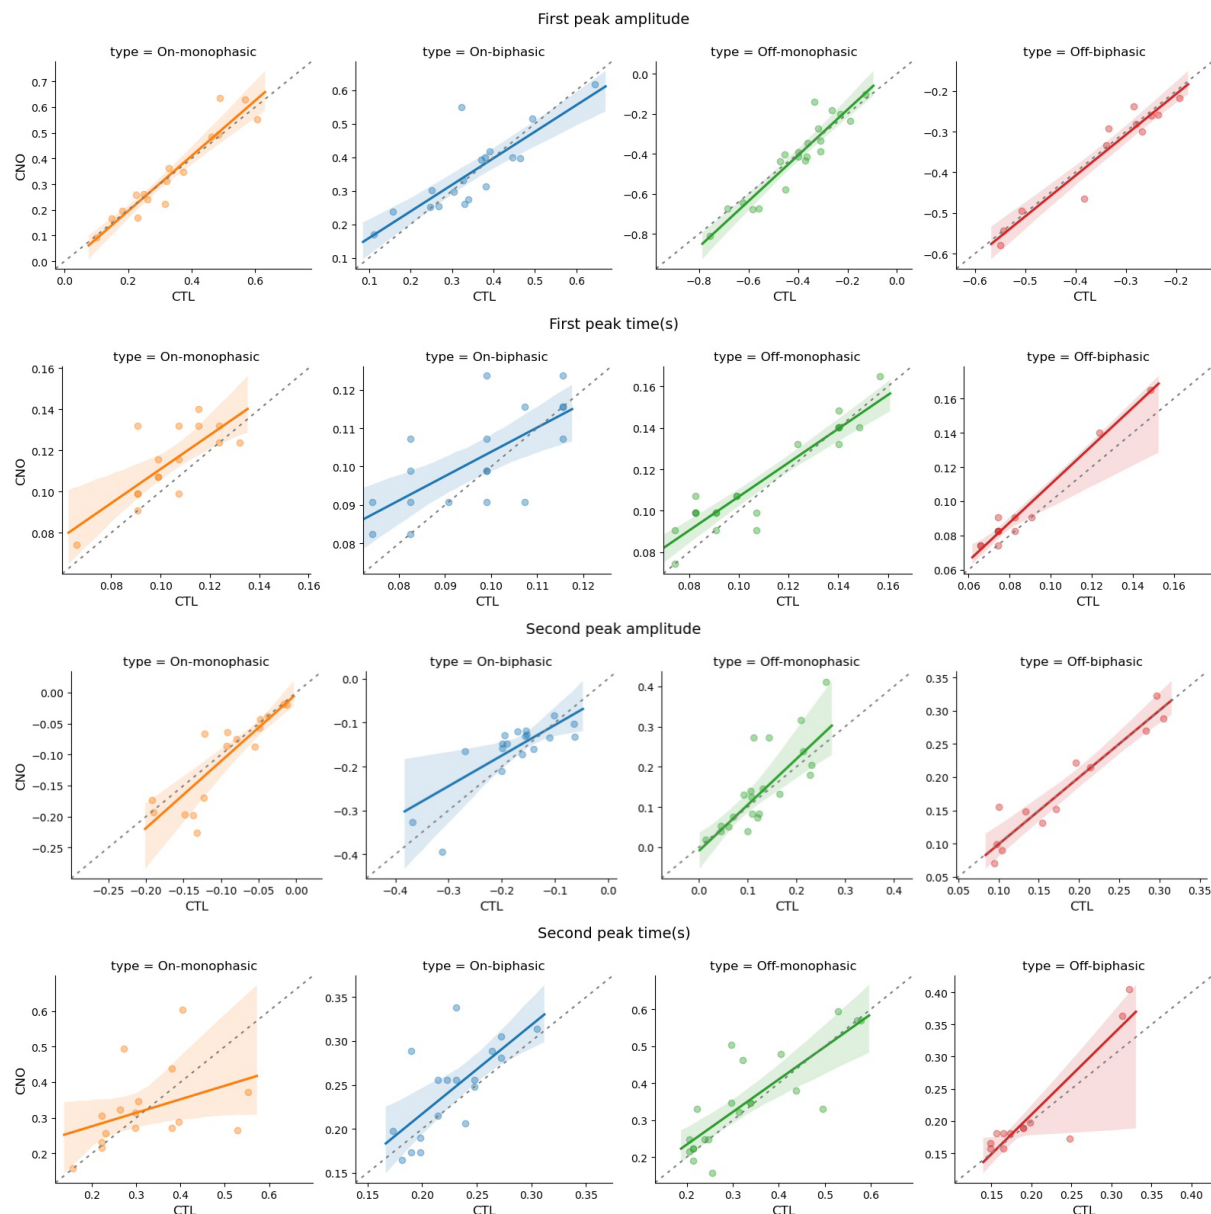 First peak amplitude
type = On-monophasic type = On-biphasic type = Off-monophasic type = Off-biphasic
CNO
0.7 0.6 0.5 0.4 0.3 0.2 0.1 0.0
0.6 0.5 0.4 0.3 0.2 0.1
0.0 −0.2 −0.4 −0.6 −0.8
−0.2 −0.3 −0.4 −0.5 −0.6
0.0 0.2 0.4 0.6 0.1 0.2 0.3 0.4 0.5 0.6 −0.8 −0.6 −0.4 −0.2 0.0 −0.6 −0.5 −0.4 −0.3 −0.2
CTL CTL CTL CTL
First peak time(s)
type = On-monophasic type = On-biphasic type = Off-monophasic type = Off-biphasic
CNO
0.16 0.14 0.12 0.10 0.08
0.12 0.11 0.10 0.09 0.08
0.16 0.14 0.12 0.10 0.08
0.16 0.14 0.12 0.10 0.08 0.06
0.08 0.10 0.12 0.14 0.16 0.08 0.09 0.10 0.11 0.12 0.08 0.10 0.12 0.14 0.16 0.06 0.08 0.10 0.12 0.14 0.16
CTL CTL CTL CTL
Second peak amplitude
type = On-monophasic type = On-biphasic type = Off-monophasic type = Off-biphasic
CNO
0.00 −0.05 −0.10 −0.15 −0.20 −0.25
0.0 −0.1 −0.2 −0.3 −0.4
0.4 0.3 0.2 0.1 0.0
0.35 0.30 0.25 0.20 0.15 0.10 0.05
−0.25 −0.20 −0.15 −0.10 −0.05 0.00 −0.4 −0.3 −0.2 −0.1 0.0 0.0 0.1 0.2 0.3 0.4 0.05 0.10 0.15 0.20 0.25 0.30 0.35
CTL CTL CTL CTL
Second peak time(s)
type = On-monophasic type = On-biphasic type = Off-monophasic type = Off-biphasic
CNO
0.6 0.5 0.4 0.3 0.2
0.35 0.30 0.25 0.20 0.15
0.6 0.5 0.4 0.3 0.2 0.1
0.40 0.35 0.30 0.25 0.20 0.15
0.2 0.3 0.4 0.5 0.6 0.15 0.20 0.25 0.30 0.35 0.2 0.3 0.4 0.5 0.6 0.15 0.20 0.25 0.30 0.35 0.40
CTL CTL CTL CTL